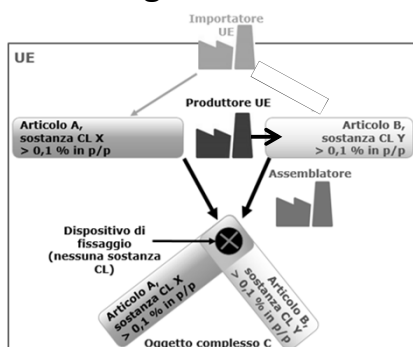 Importatore
UE
UE
Produttore UE
Articolo A,
sostanza CL X
> 0,1 % in p/p
Articolo B,
sostanza CL Y
> 0,1 % in p/p
Assemblatore
Dispositivo di
fissaggio
(nessuna sostanza
CL)
Articolo A,
sostanza CL X
> 0,1 % in p/p
Articolo B,
sostanza CL Y
> 0,1 % in p/p
Oggetto complesso C